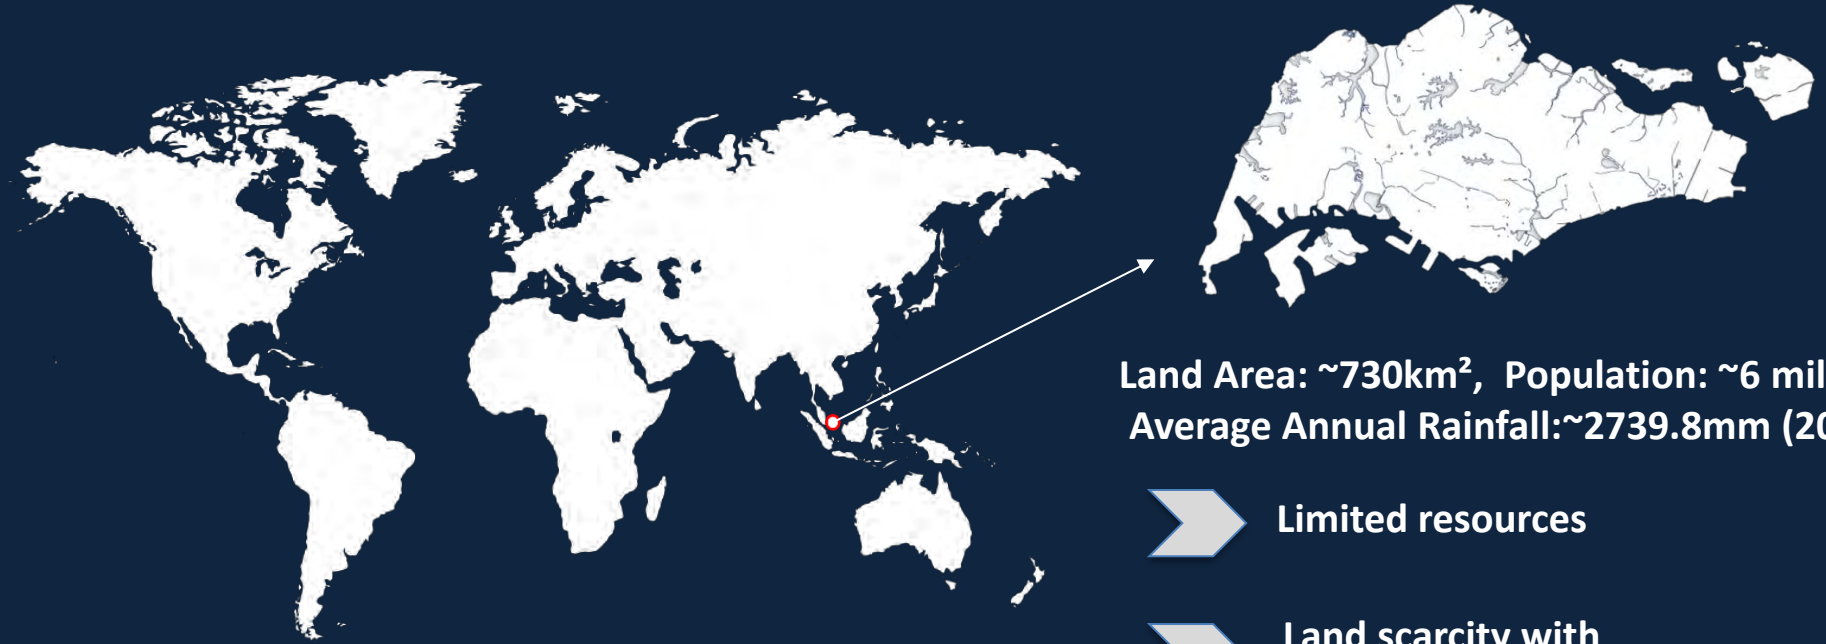 Land Area: ~730km², Population: ~6 mil
Average Annual Rainfall:~2739.8mm (20
Limited resources
Land scarcity with